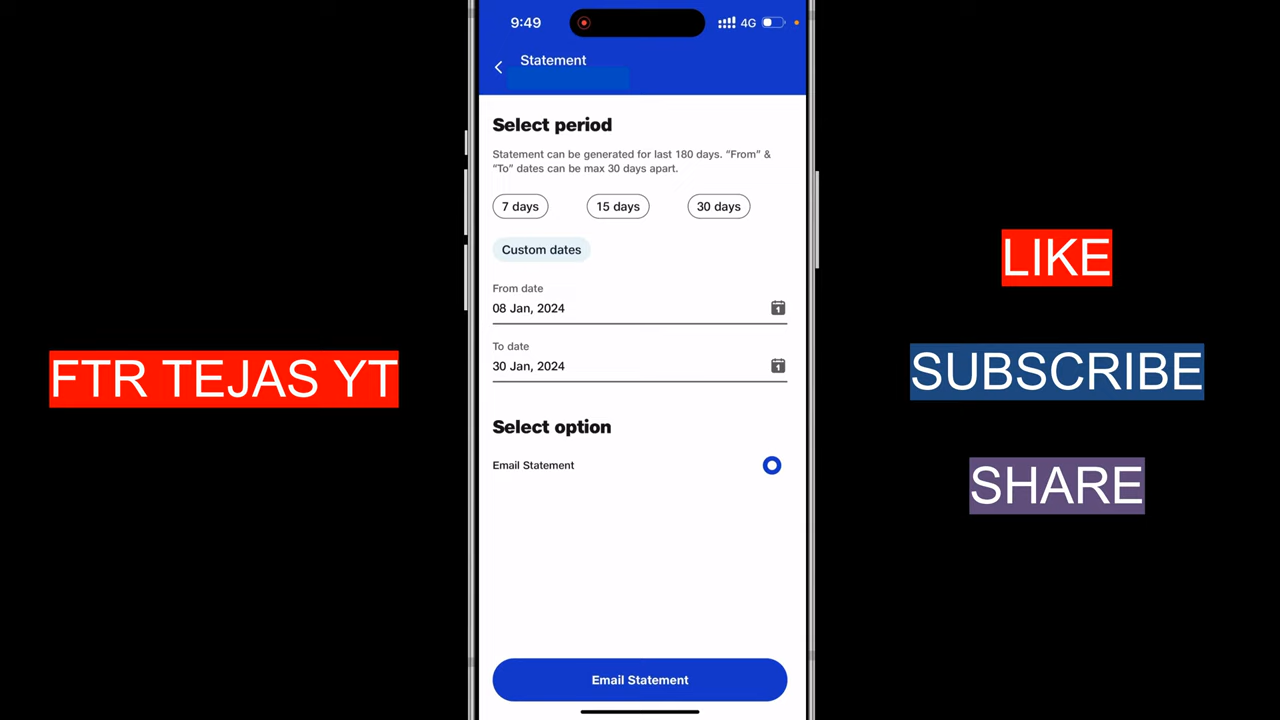 9:49
4G
Statement
Select period
Statement can be generated for last 180 days. “From” &
“To” dates can be max 30 days apart.
7 days
15 days
30 days
Custom dates
From date
08 Jan, 2024
1
To date
30 Jan, 2024
1
Select option
Email Statement
Email Statement
FTR TEJAS YT
LIKE
SUBSCRIBE
SHARE